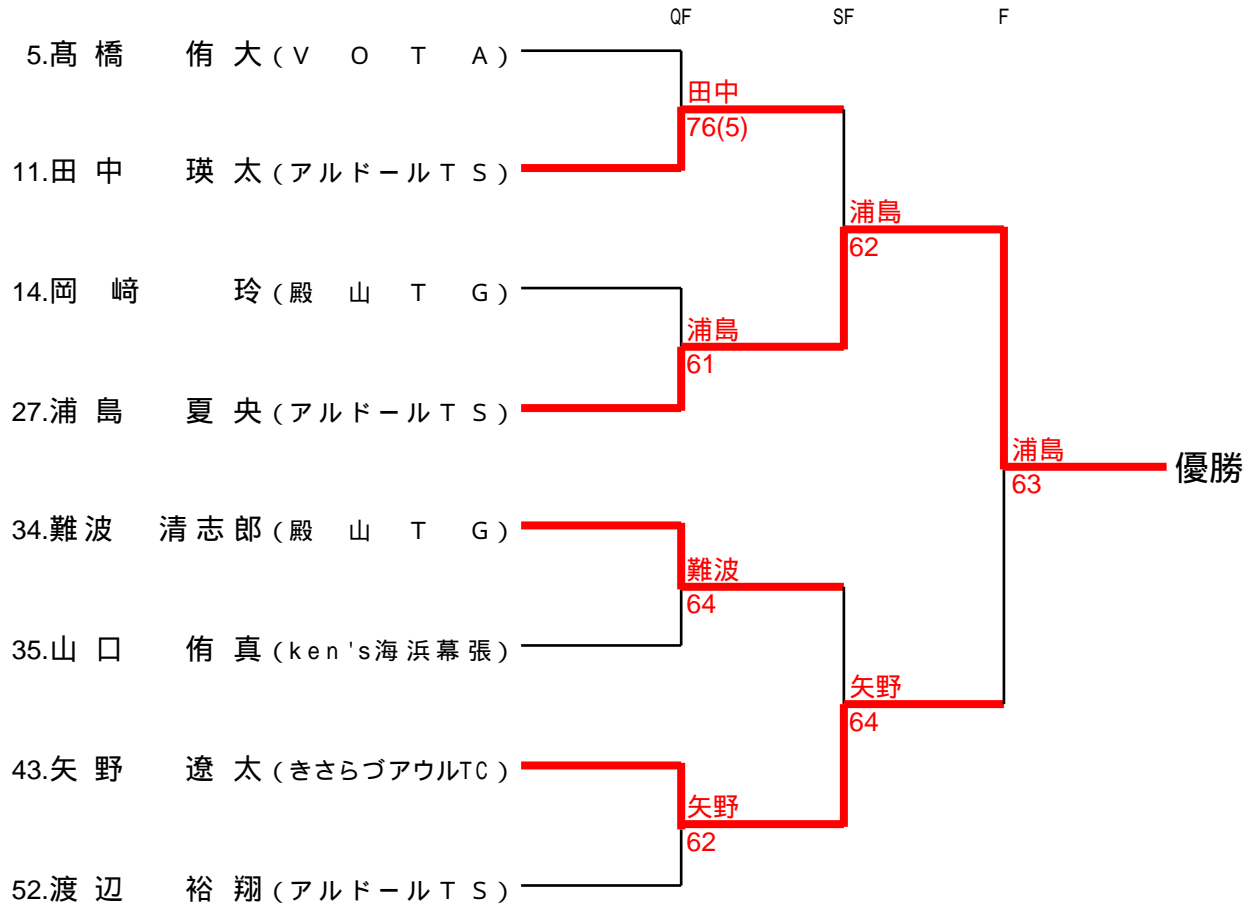 QF SF F
5.髙橋 侑大(VOTA)
田中
76(5)
11.田中 瑛太(アルドールTS)
浦島
62
14.岡﨑 玲(殿山TG)
浦島
61
27.浦島 夏央(アルドールTS)
浦島
63
優勝
34.難波 清志郎(殿山TG)
難波
64
35.山口 侑真(ken's海浜幕張)
矢野
64
43.矢野 遼太(きさらづアウルTC)
矢野
62
52.渡辺 裕翔(アルドールTS)